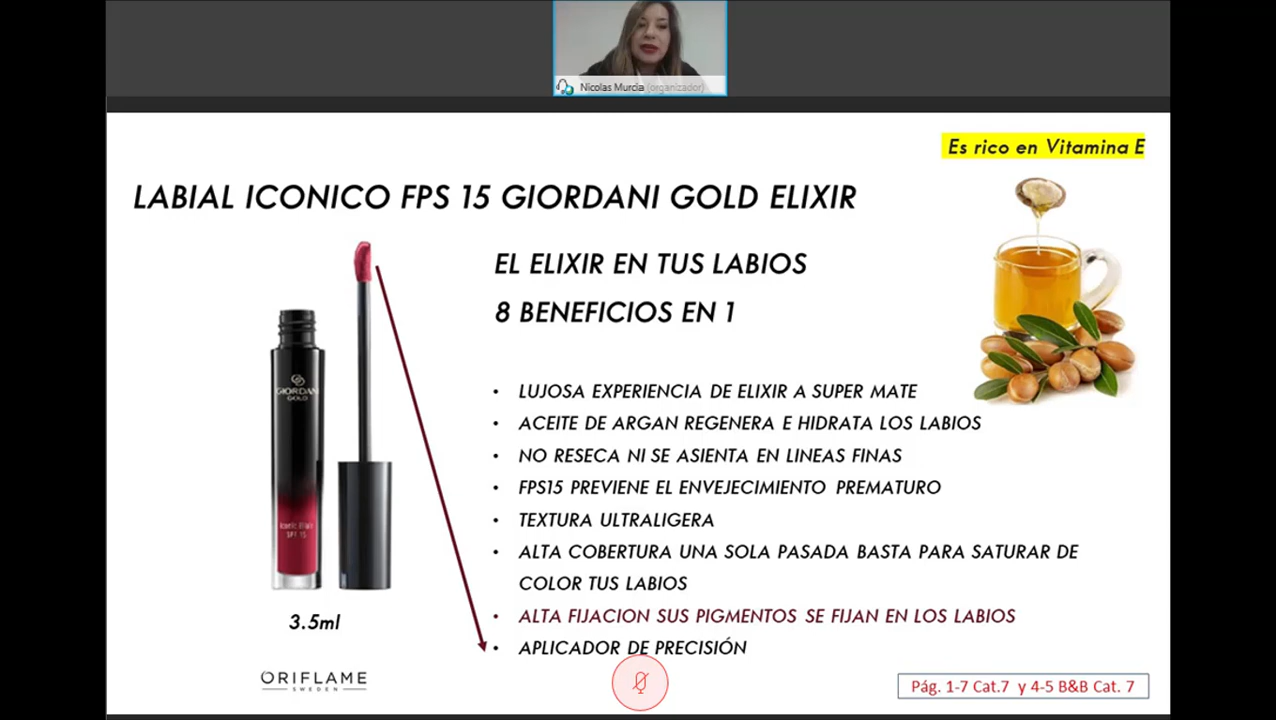 Nicolas Murcia (organizador)
Es rico en Vitamina E
LABIAL ICONICO FPS 15 GIORDANI GOLD ELIXIR
EL ELIXIR EN TUS LABIOS
8 BENEFICIOS EN 1
GIORDANI
GOLD
Iconic Elixir
SPF 15
• LUJOSA EXPERIENCIA DE ELIXIR A SUPER MATE
• ACEITE DE ARGAN REGENERA E HIDRATA LOS LABIOS
• NO RESECA NI SE ASIENTA EN LINEAS FINAS
• FPS15 PREVIENE EL ENVEJECIMIENTO PREMATURO
• TEXTURA ULTRALIGERA
• ALTA COBERTURA UNA SOLA PASADA BASTA PARA SATURAR DE
COLOR TUS LABIOS
• ALTA FIJACION SUS PIGMENTOS SE FIJAN EN LOS LABIOS
• APLICADOR DE PRECISIÓN
3.5ml
ORIFLAME
SWEDEN
Pág. 1-7 Cat.7 y 4-5 B&B Cat. 7